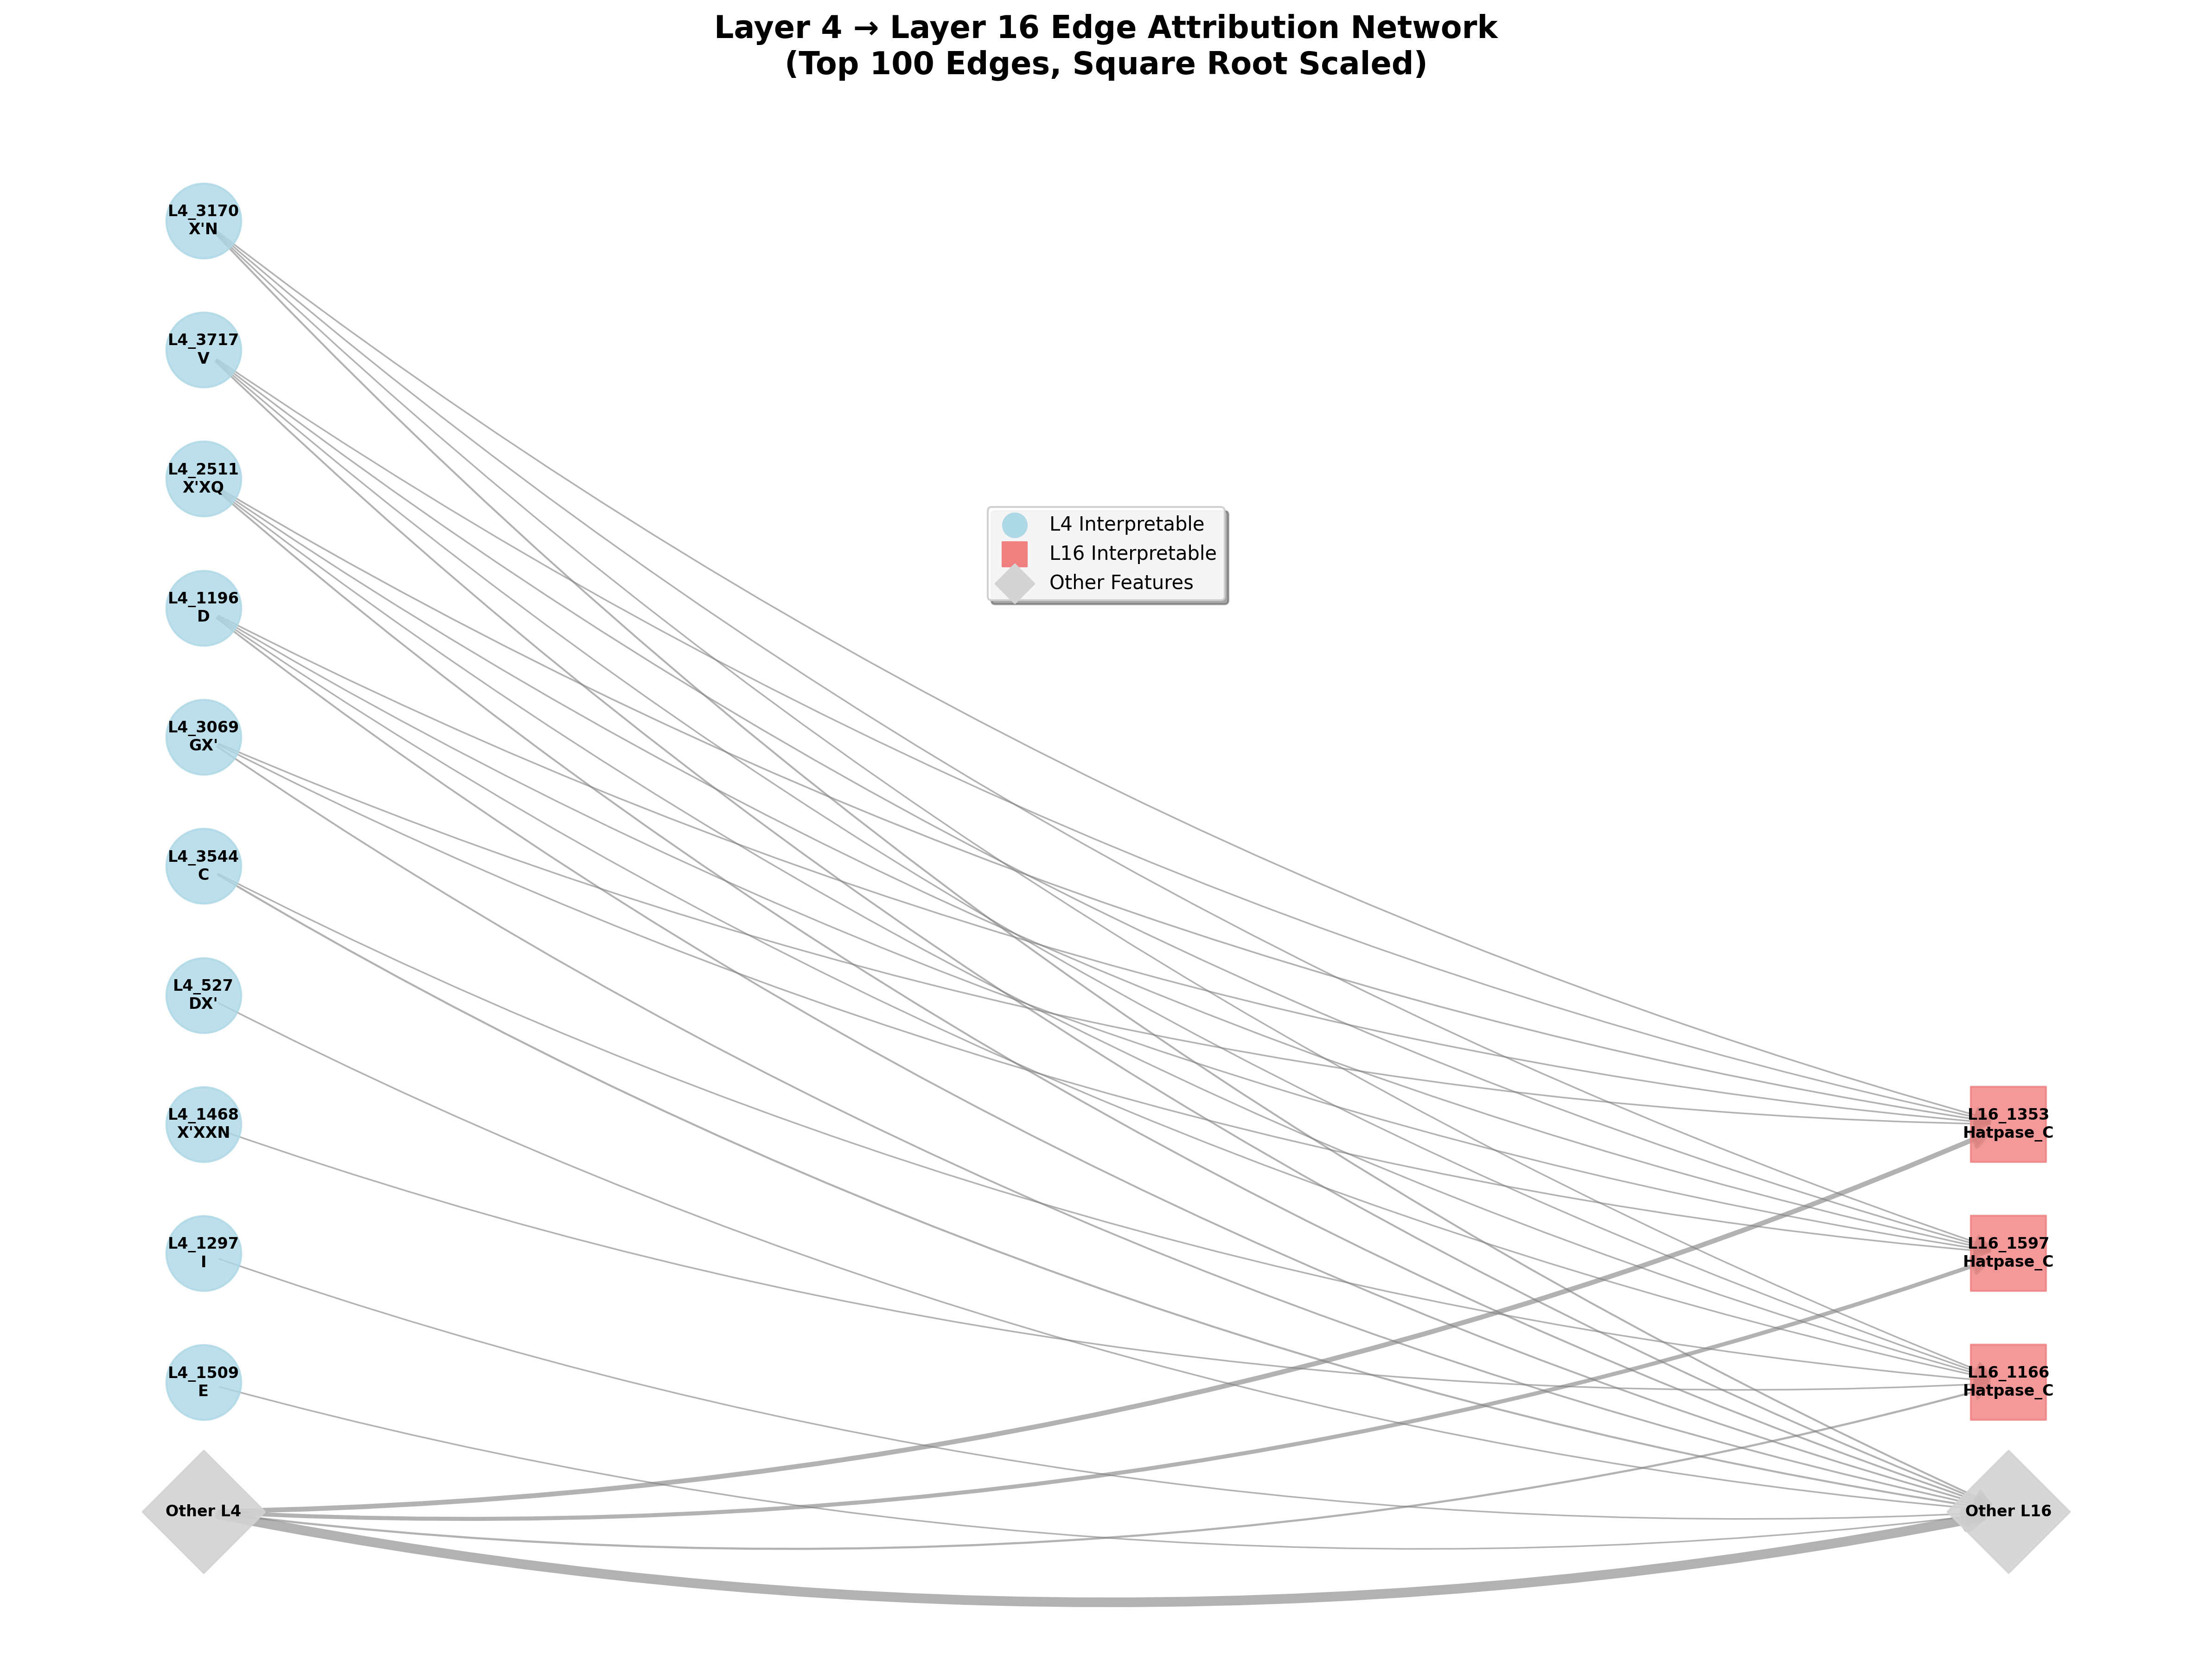 Layer 4 → Layer 16 Edge Attribution Network
(Top 100 Edges, Square Root Scaled)
L4_3170
X'N
L4_3717
V
L4_2511
X'XQ
L4_1196
D
L4_3069
GX'
L4_3544
C
L4_527
DX'
L4_1468
X'XXN
L4_1297
I
L4_1509
E
Other L4
L4 Interpretable
L16 Interpretable
Other Features
L16_1353
Hatpase_C
L16_1597
Hatpase_C
L16_1166
Hatpase_C
Other L16